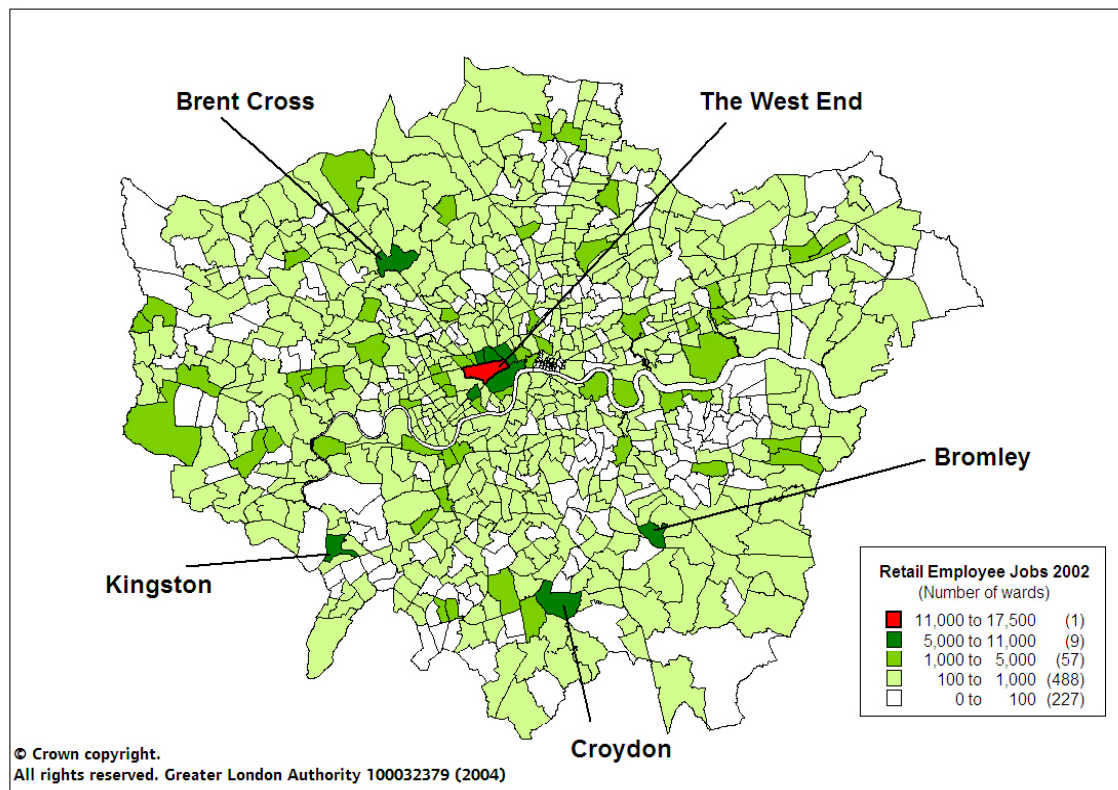 Brent Cross
The West End
Bromley
Kingston
Croydon
Retail Employee Jobs 2002
(Number of wards)
11,000 to 17,500 (1)
5,000 to 11,000 (9)
1,000 to 5,000 (57)
100 to 1,000 (488)
0 to 100 (227)
© Crown copyright.
All rights reserved. Greater London Authority 100032379 (2004)